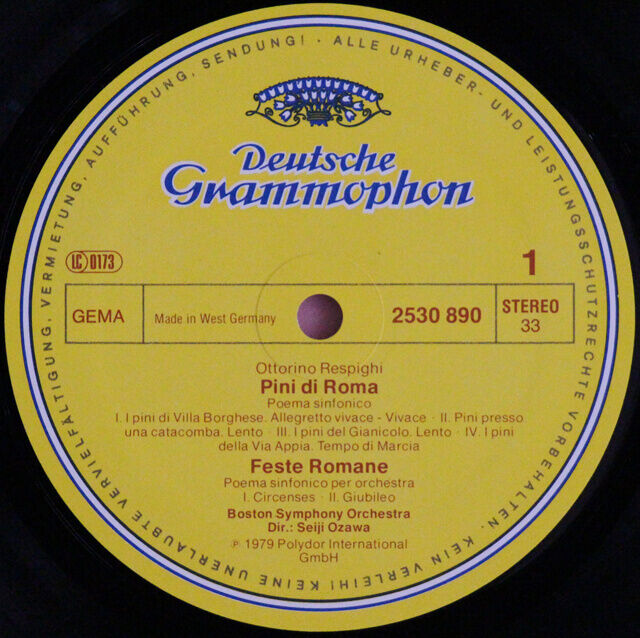 KEINE UNERLAUBTE VERVIELFÄLTIGUNG, VERMIETUNG, AUFFÜHRUNG, SENDUNG! · ALLE URHEBER- UND LEISTUNGSSCHUTZRECHTE VORBEHALTEN. KEIN VERLEIH!
Deutsche
Grammophon
LC 0173
1
GEMA
Made in West Germany
2530 890
STEREO
33
Ottorino Respighi
Pini di Roma
Poema sinfonico
I. I pini di Villa Borghese. Allegretto vivace - Vivace · II. Pini presso
una catacomba. Lento · III. I pini del Gianicolo. Lento · IV. I pini
della Via Appia. Tempo di Marcia
Feste Romane
Poema sinfonico per orchestra
I. Circenses · II. Giubileo
Boston Symphony Orchestra
Dir.: Seiji Ozawa
℗ 1979 Polydor International
GmbH